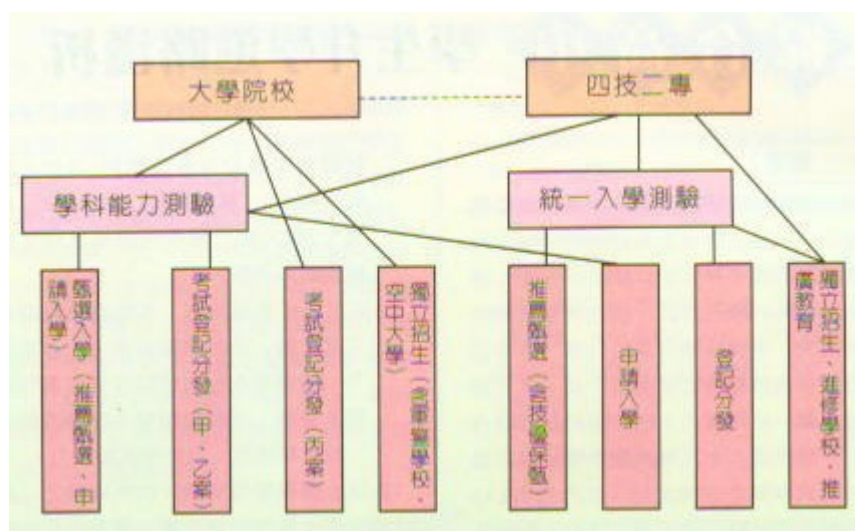 大學院校
四技二專
學科能力測驗
統一入學測驗
甄選入學（推薦甄選、申
請入學）
考試登記分發（甲、乙案）
考試登記分發（丙案）
獨立招生（含軍警學校，
空中大學）
推薦甄選（含技優保甄）
申請入學
登記分發
獨立招生、進修學校，推
廣教育